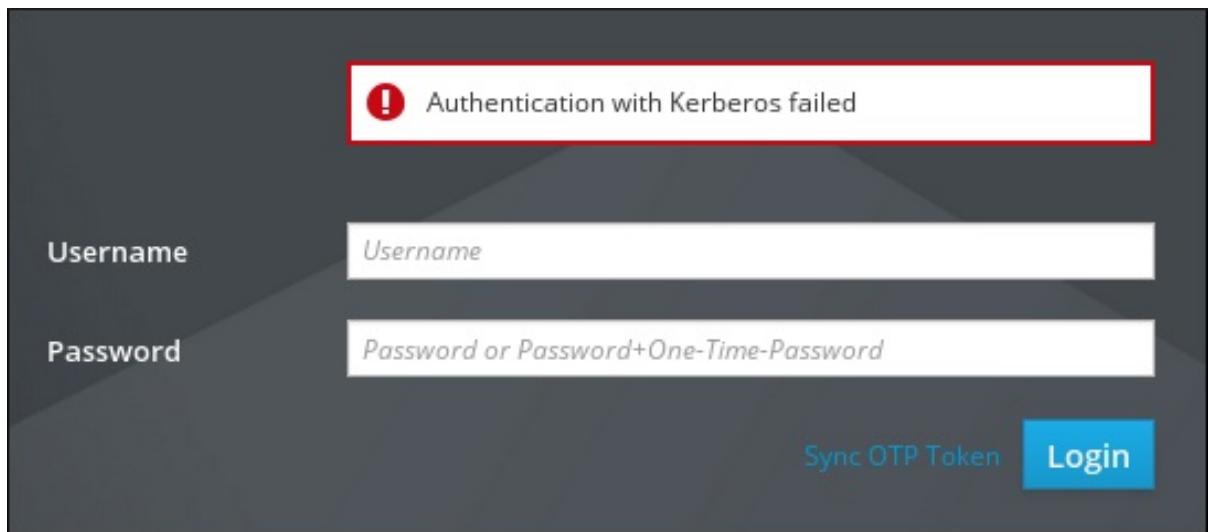 Authentication with Kerberos failed
Username
Username
Password
Password or Password+One-Time-Password
Sync OTP Token
Login